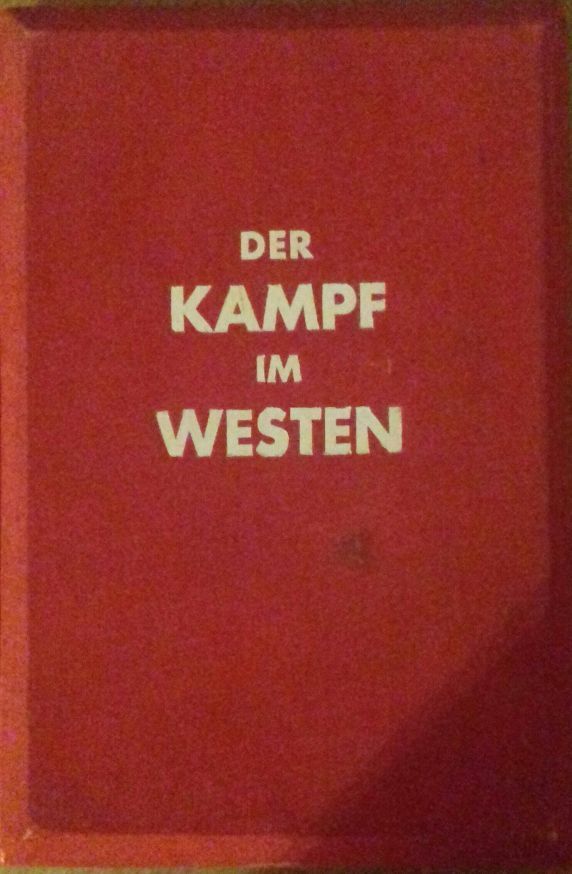 DER
KAMPF
IM
WESTEN